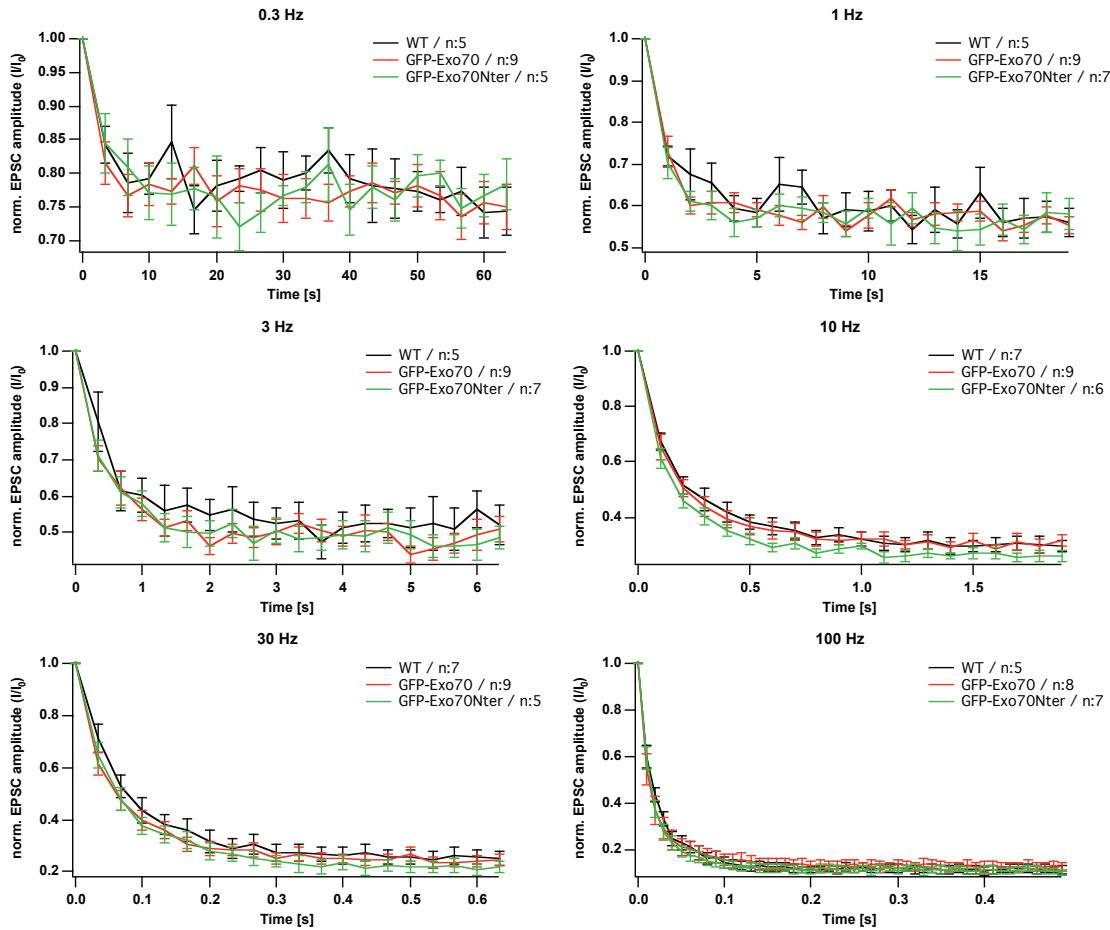 0.3 Hz
norm. EPSC amplitude (I/I0)
1.00
0.95
0.90
0.85
0.80
0.75
0.70
WT / n:5
GFP-Exo70 / n:9
GFP-Exo70Nter / n:5
0 10 20 30 40 50 60
Time [s]
1 Hz
norm. EPSC amplitude (I/I0)
1.0
0.9
0.8
0.7
0.6
0.5
WT / n:5
GFP-Exo70 / n:9
GFP-Exo70Nter / n:7
0 5 10 15
Time [s]
3 Hz
norm. EPSC amplitude (I/I0)
1.0
0.9
0.8
0.7
0.6
0.5
WT / n:5
GFP-Exo70 / n:9
GFP-Exo70Nter / n:7
0 1 2 3 4 5 6
Time [s]
10 Hz
norm. EPSC amplitude (I/I0)
1.0
0.8
0.6
0.4
WT / n:7
GFP-Exo70 / n:9
GFP-Exo70Nter / n:6
0.0 0.5 1.0 1.5
Time [s]
30 Hz
norm. EPSC amplitude (I/I0)
1.0
0.8
0.6
0.4
0.2
WT / n:7
GFP-Exo70 / n:9
GFP-Exo70Nter / n:5
0.0 0.1 0.2 0.3 0.4 0.5 0.6
Time [s]
100 Hz
norm. EPSC amplitude (I/I0)
1.0
0.8
0.6
0.4
0.2
WT / n:5
GFP-Exo70 / n:8
GFP-Exo70Nter / n:7
0.0 0.1 0.2 0.3 0.4
Time [s]